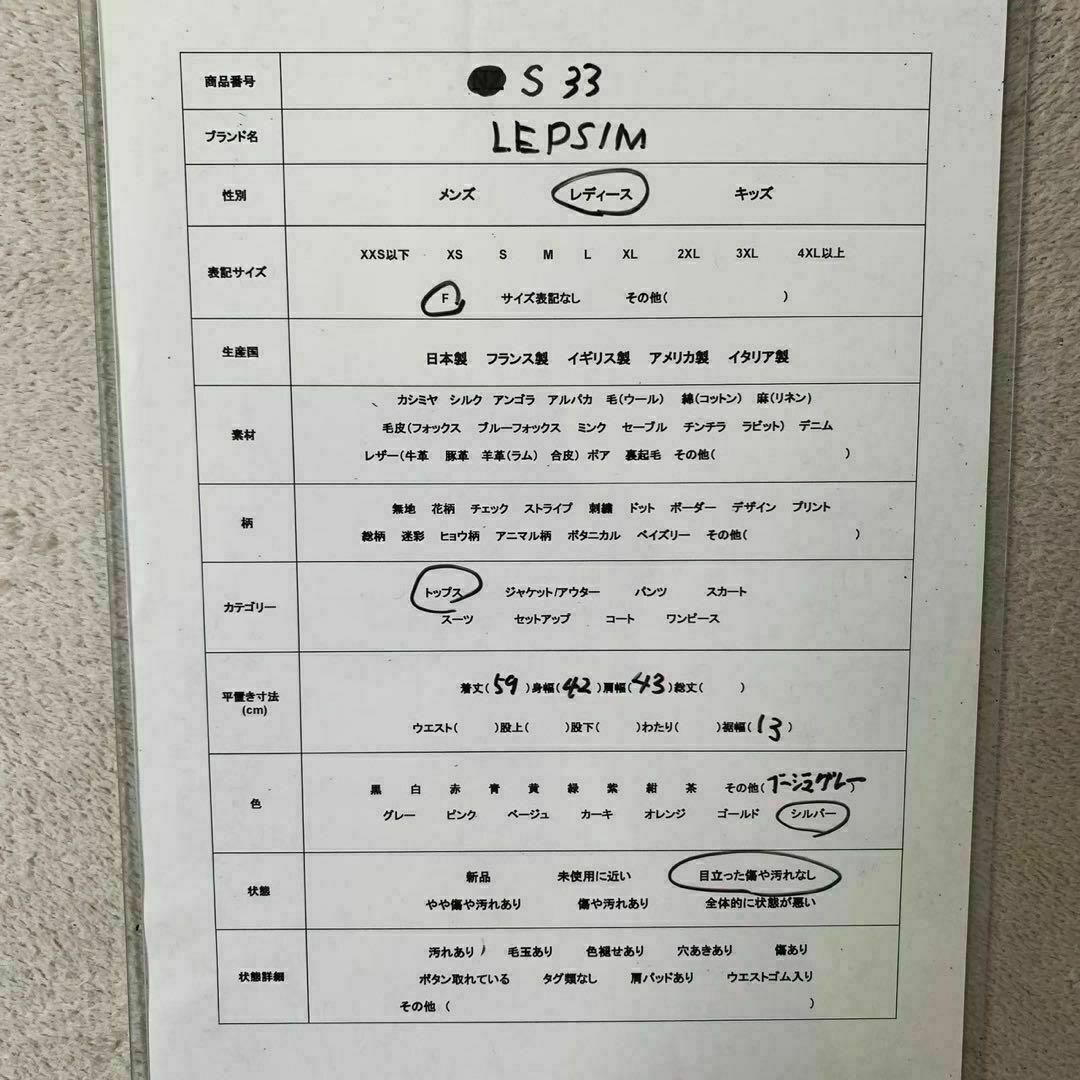 商品番号 S 33
ブランド名 LEPSIM
性別 メンズ レディース キッズ
XXS以下 XS S M L XL 2XL 3XL 4XL以上
表記サイズ
F サイズ表記なし その他( )
生産国 日本製 フランス製 イギリス製 アメリカ製 イタリア製
カシミヤ シルク アンゴラ アルパカ 毛(ウール) 綿(コットン) 麻(リネン)
素材 毛皮(フォックス ブルーフォックス ミンク セーブル チンチラ ラビット) デニム
レザー(牛革 豚革 羊革(ラム) 合皮) ボア 裏起毛 その他( )
柄 無地 花柄 チェック ストライプ 刺繍 ドット ボーダー デザイン プリント
総柄 迷彩 ヒョウ柄 アニマル柄 ボタニカル ペイズリー その他( )
カテゴリー トップス ジャケット/アウター パンツ スカート
スーツ セットアップ コート ワンピース
平置き寸法 着丈(59)身幅(42)肩幅(43)総丈( )
(cm) ウエスト( )股上( )股下( )わたり( )裾幅(13)
色 黒 白 赤 青 黄 緑 紫 紺 茶 その他( グレー)
グレー ピンク ベージュ カーキ オレンジ ゴールド シルバー
状態 新品 未使用に近い 目立った傷や汚れなし
やや傷や汚れあり 傷や汚れあり 全体的に状態が悪い
汚れあり 毛玉あり 色褪せあり 穴あきあり 傷あり
状態詳細 ボタン取れている タグ類なし 肩パッドあり ウエストゴム入り
その他 ( )